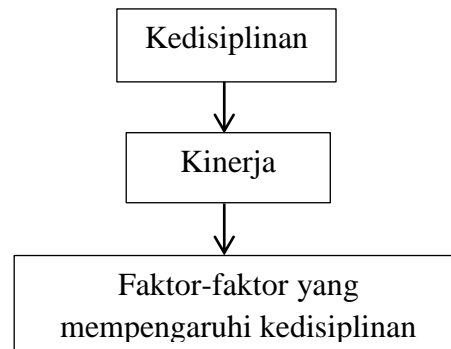 Kedisiplinan
Kinerja
Faktor-faktor yang
mempengaruhi kedisiplinan